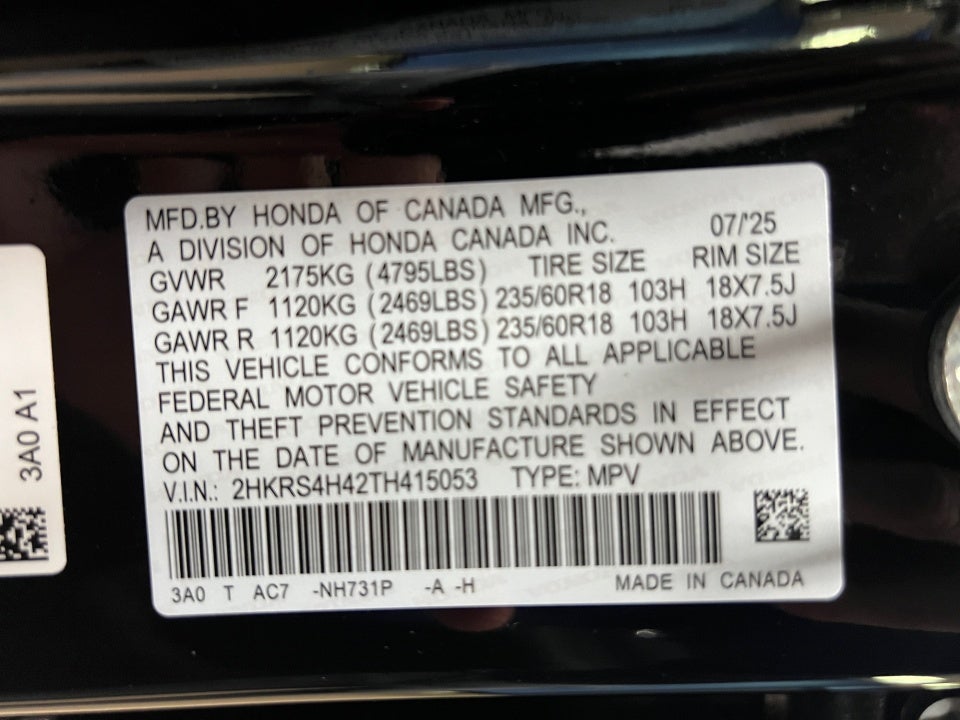 MFD.BY HONDA OF CANADA MFG.,
A DIVISION OF HONDA CANADA INC. 07/'25
GVWR 2175KG (4795LBS) TIRE SIZE RIM SIZE
GAWR F 1120KG (2469LBS) 235/60R18 103H 18X7.5J
GAWR R 1120KG (2469LBS) 235/60R18 103H 18X7.5J
THIS VEHICLE CONFORMS TO ALL APPLICABLE
FEDERAL MOTOR VEHICLE SAFETY
AND THEFT PREVENTION STANDARDS IN EFFECT
ON THE DATE OF MANUFACTURE SHOWN ABOVE.
V.I.N.: 2HKRS4H42TH415053 TYPE: MPV
3A0 T AC7 -NH731P -A -H MADE IN CANADA
3A0 A1